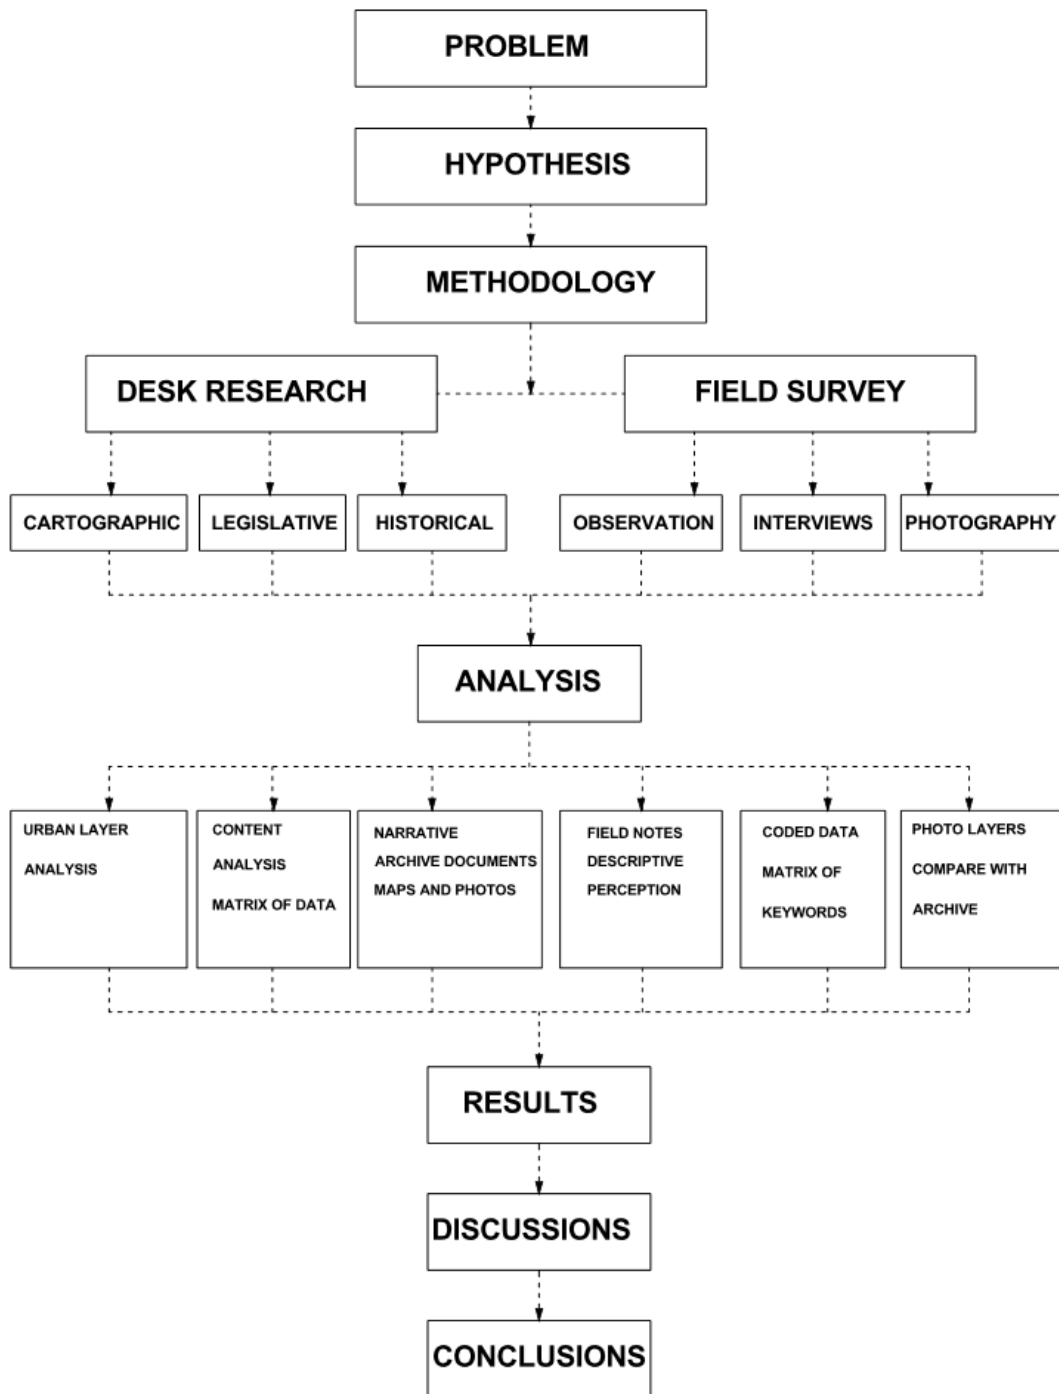 PROBLEM
HYPOTHESIS
METHODOLOGY
DESK RESEARCH
FIELD SURVEY
CARTOGRAPHIC
LEGISLATIVE
HISTORICAL
OBSERVATION
INTERVIEWS
PHOTOGRAPHY
ANALYSIS
URBAN LAYER
ANALYSIS
CONTENT
ANALYSIS
MATRIX OF DATA
NARRATIVE
ARCHIVE DOCUMENTS
MAPS AND PHOTOS
FIELD NOTES
DESCRIPTIVE
PERCEPTION
CODED DATA
MATRIX OF
KEYWORDS
PHOTO LAYERS
COMPARE WITH
ARCHIVE
RESULTS
DISCUSSIONS
CONCLUSIONS